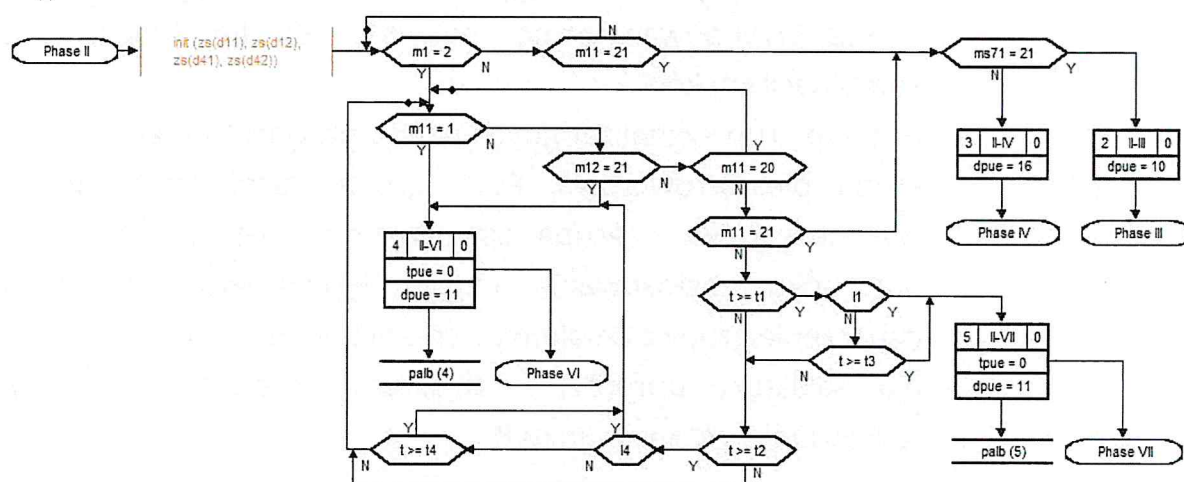 Phase II
init (zs(d11), zs(d12),
zs(d41), zs(d42))
m1 = 2
Y
N
m11 = 21
N
Y
ms71 = 21
N
Y
m11 = 1
Y
N
m12 = 21
Y
N
m11 = 20
Y
N
m11 = 21
Y
N
3 II-IV 0
dpue = 16
Phase IV
2 II-III 0
dpue = 10
Phase III
4 II-VI 0
tpue = 0
dpue = 11
palb (4)
Phase VI
t >= t1
N
Y
l1
N
Y
t >= t3
N
Y
5 II-VII 0
tpue = 0
dpue = 11
palb (5)
Phase VII
t >= t4
Y
N
l4
Y
N
t >= t2
Y
N